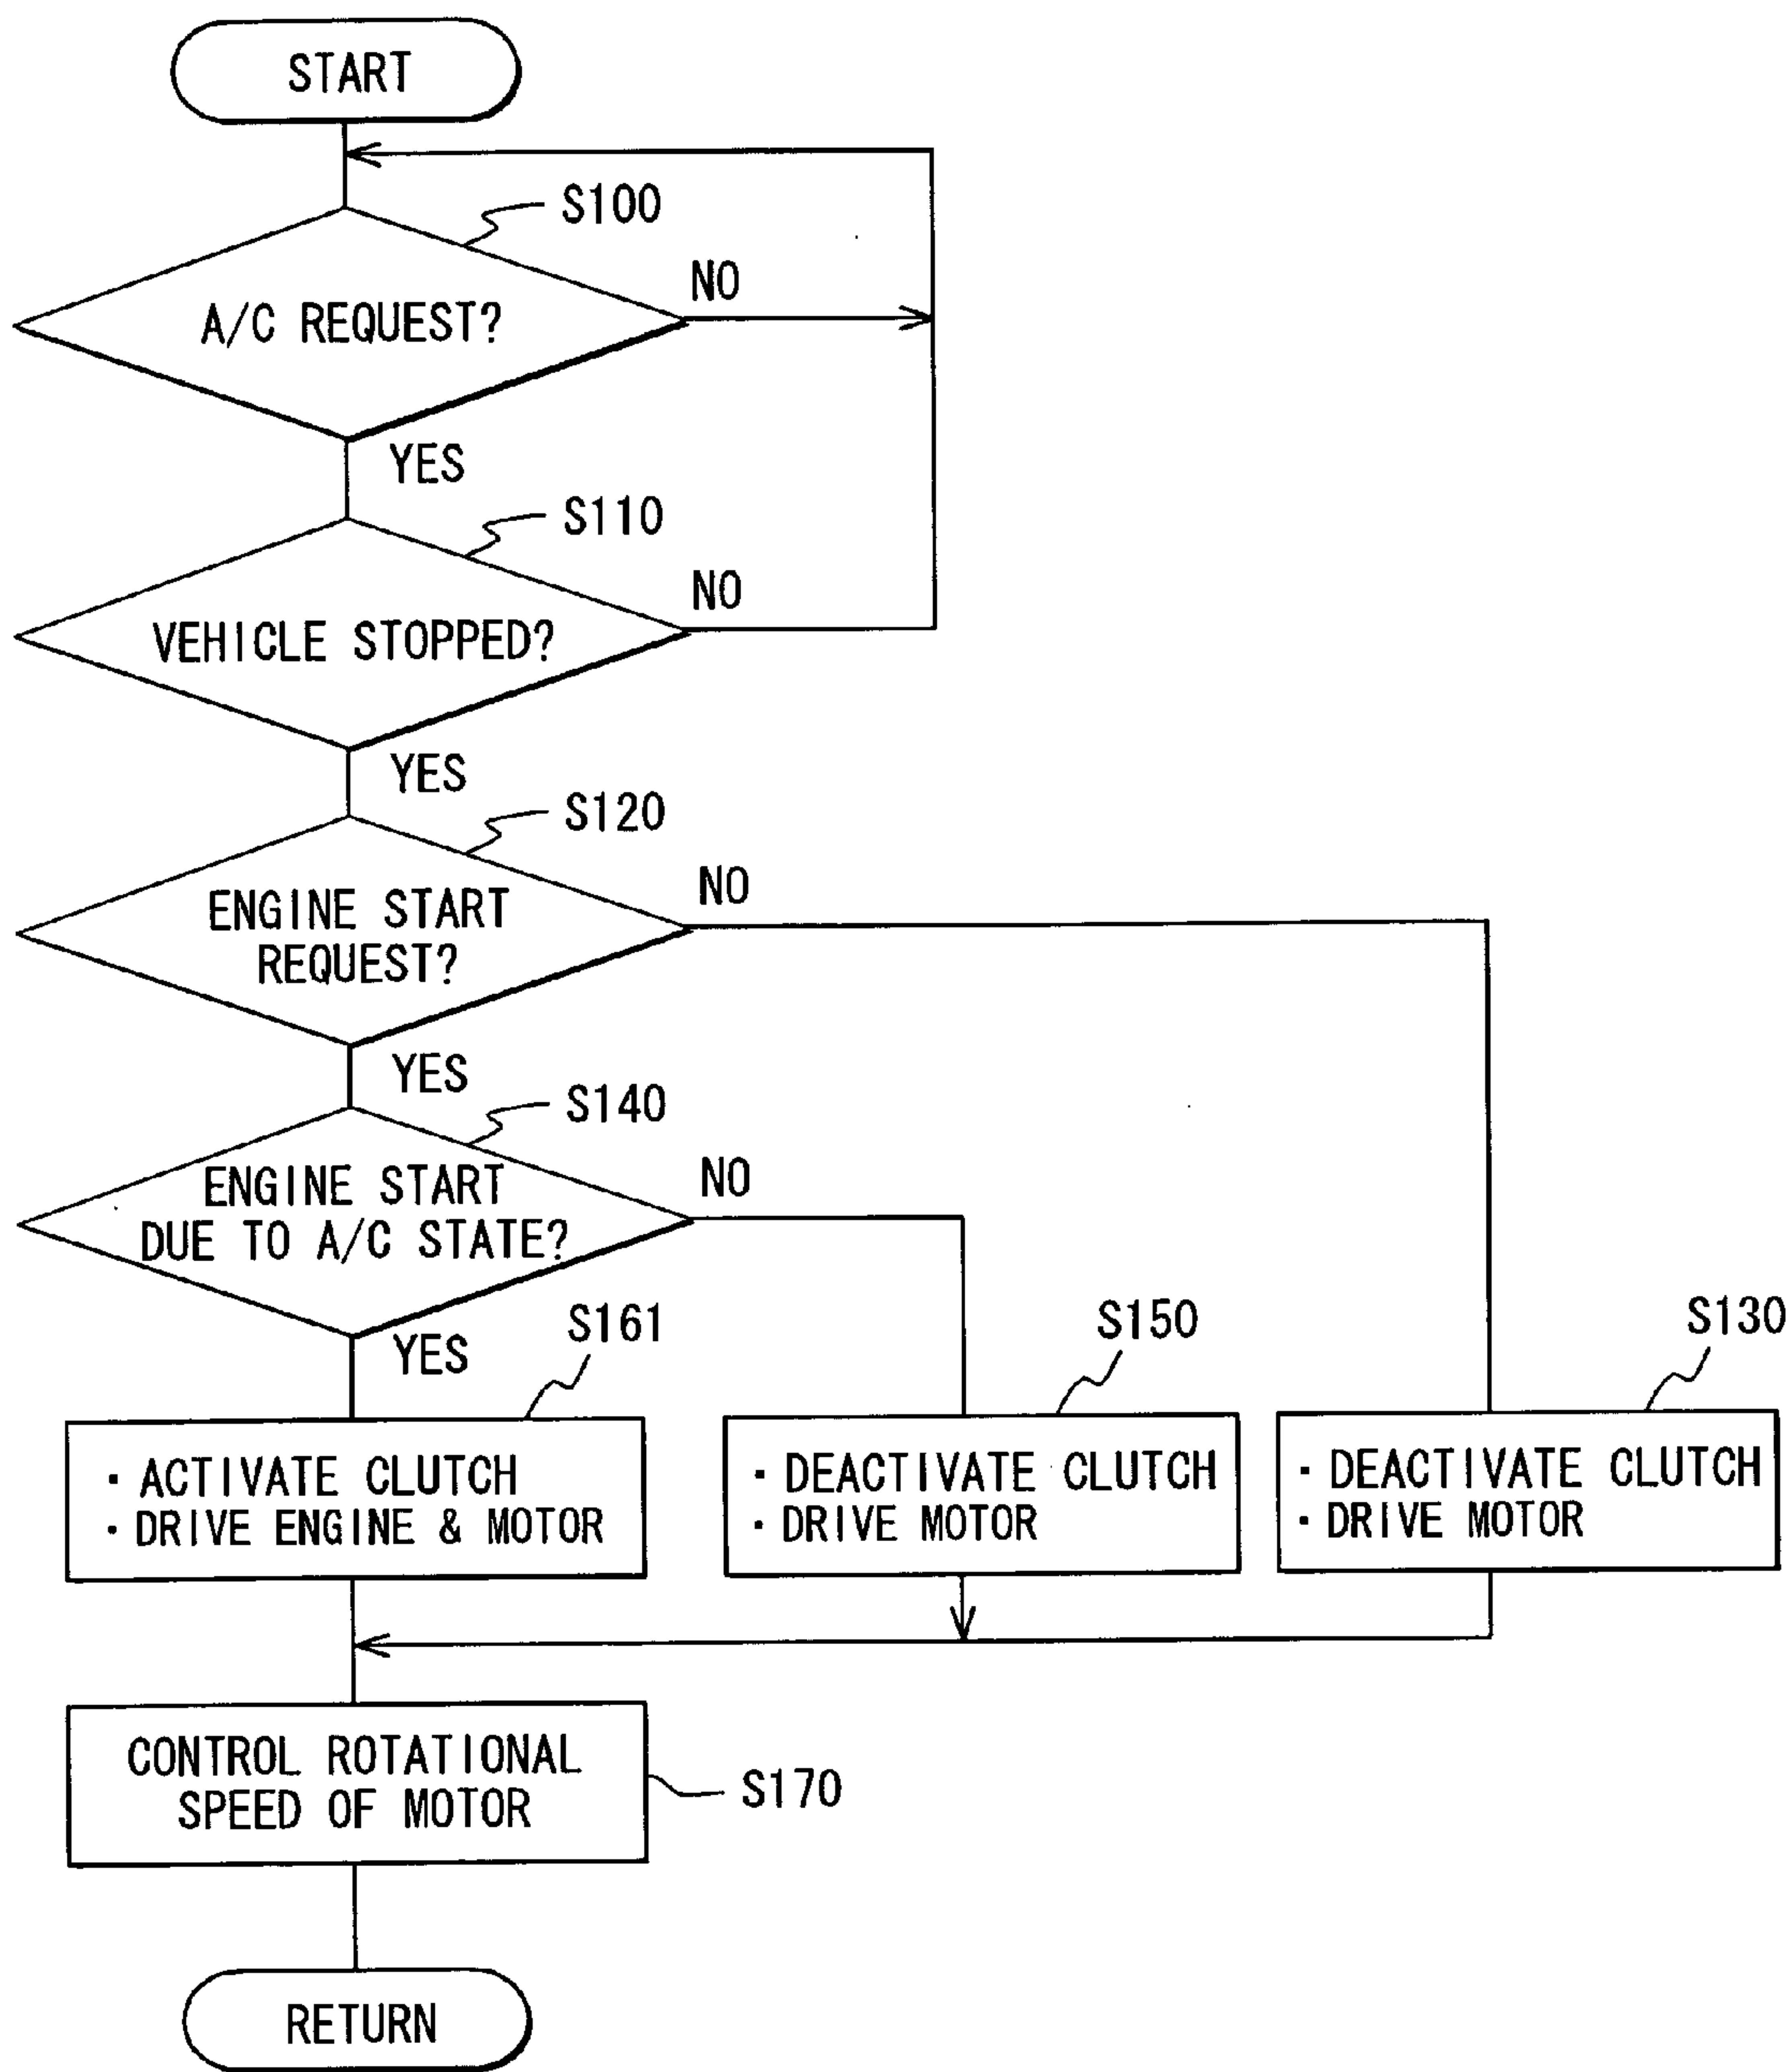 START
S100
A/C REQUEST?
NO
YES
S110
VEHICLE STOPPED?
NO
YES
S120
ENGINE START
REQUEST?
NO
YES
S140
ENGINE START
DUE TO A/C STATE?
NO
YES
S161
· ACTIVATE CLUTCH
· DRIVE ENGINE & MOTOR
S150
· DEACTIVATE CLUTCH
· DRIVE MOTOR
S130
· DEACTIVATE CLUTCH
· DRIVE MOTOR
CONTROL ROTATIONAL
SPEED OF MOTOR
S170
RETURN